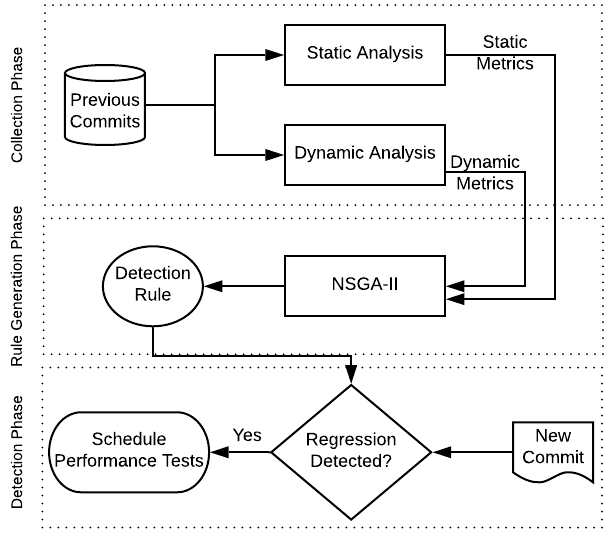 Collection Phase
Previous
Commits
Static Analysis
Static
Metrics
Dynamic Analysis
Dynamic
Metrics
Rule Generation Phase
Detection
Rule
NSGA-II
Detection Phase
Schedule
Performance Tests
Yes
Regression
Detected?
New
Commit